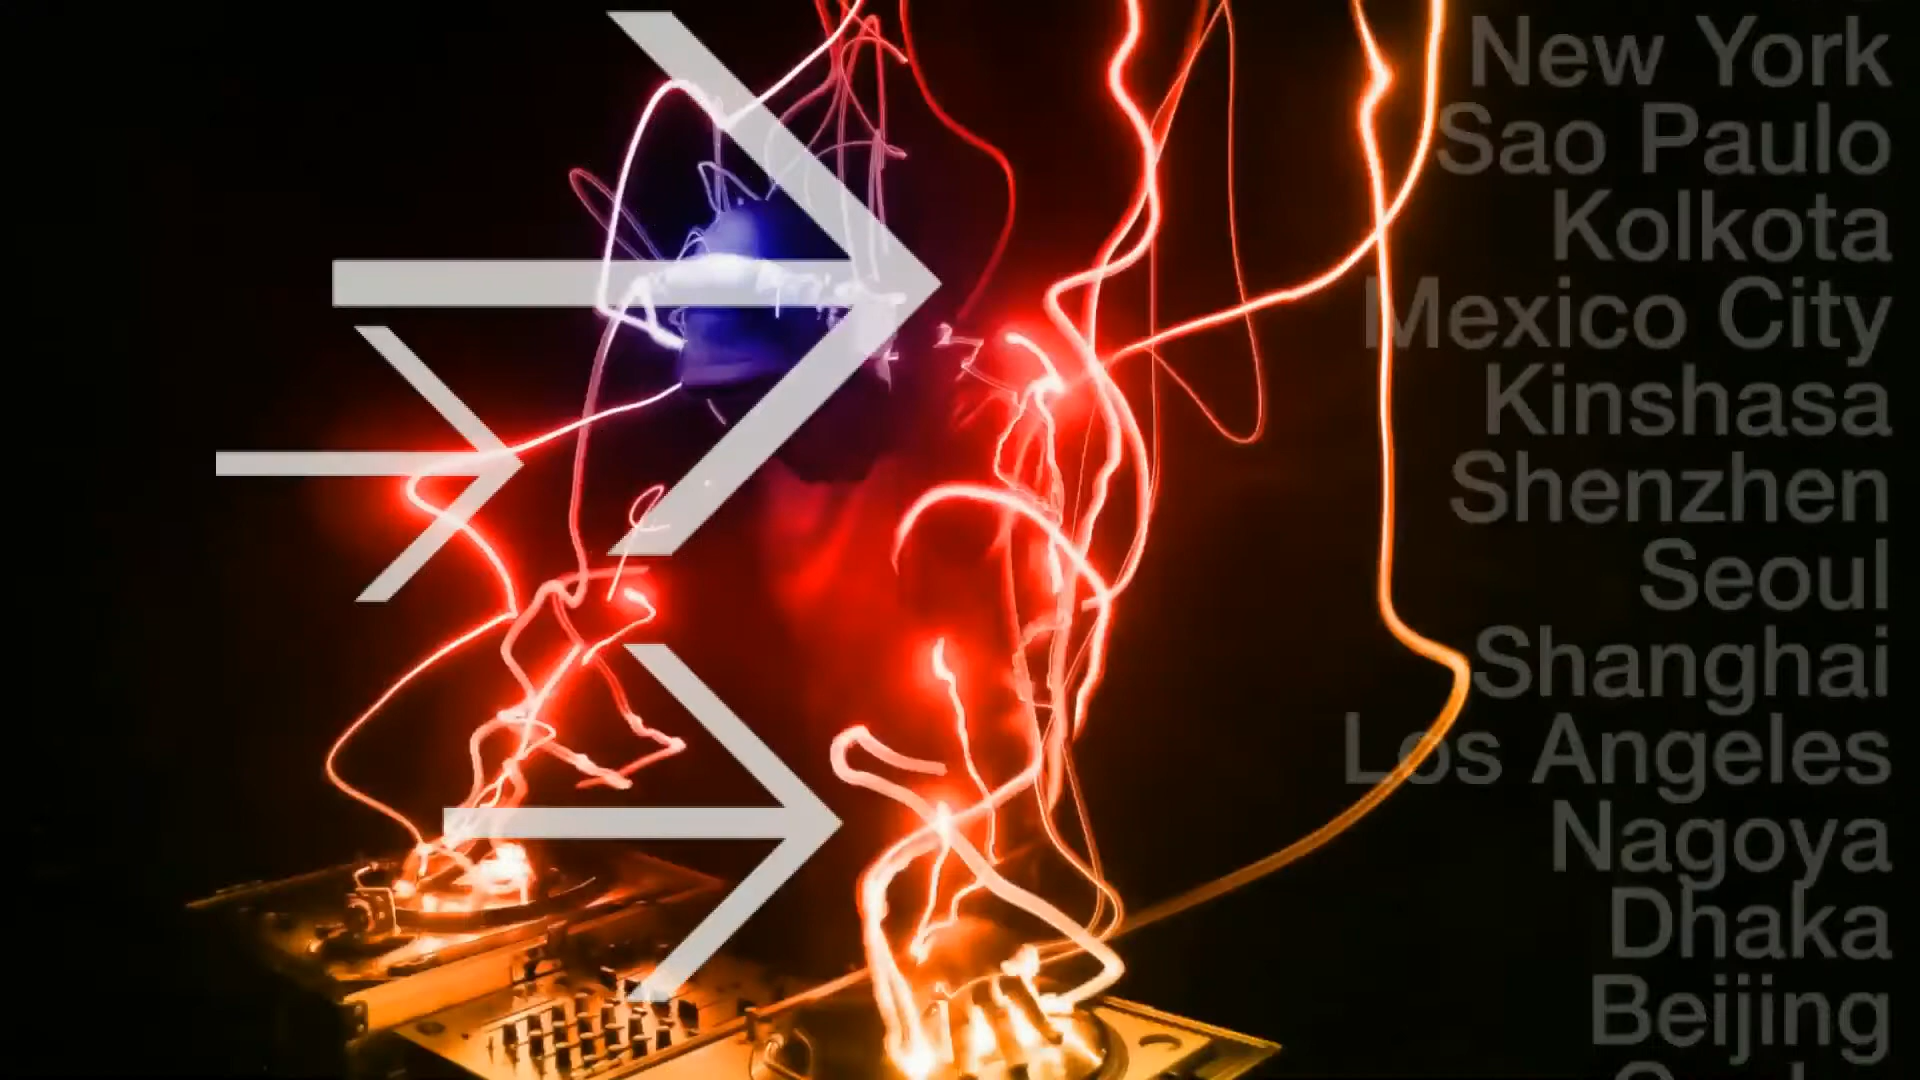 New York
Sao Paulo
Kolkota
Mexico City
Kinshasa
Shenzhen
Seoul
Shanghai
Los Angeles
Nagoya
Dhaka
Beijing